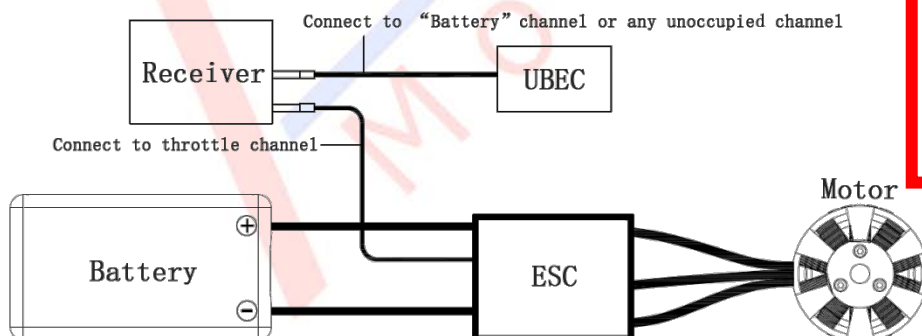 Connect to “Battery” channel or any unoccupied channel
Receiver
UBEC
Connect to throttle channel
Motor
Battery
ESC